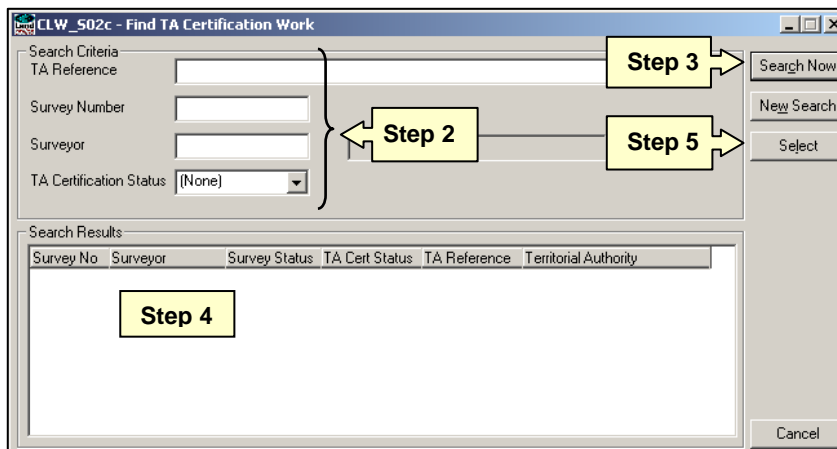 CLW_S02c - Find TA Certification Work
Search Criteria
TA Reference
Step 3
Search Now
Survey Number
New Search
Surveyor
Step 2
Step 5
Select
TA Certification Status (None)
Search Results
Survey No Surveyor Survey Status TA Cert Status TA Reference Territorial Authority
Step 4
Cancel